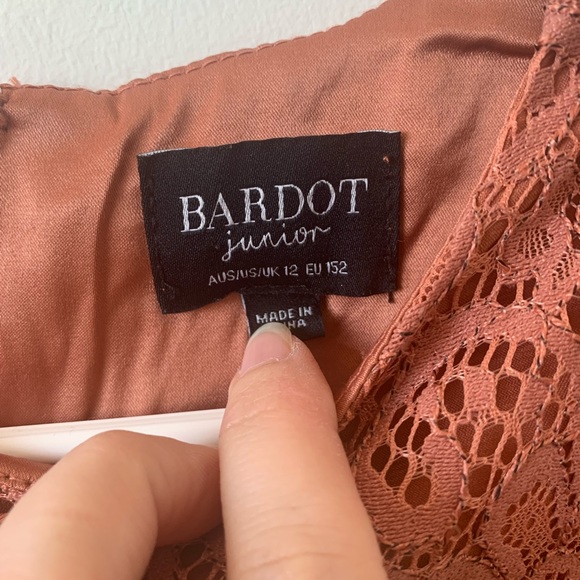 BARDOT
junior
AUS/US/UK 12 EU 152
MADE IN